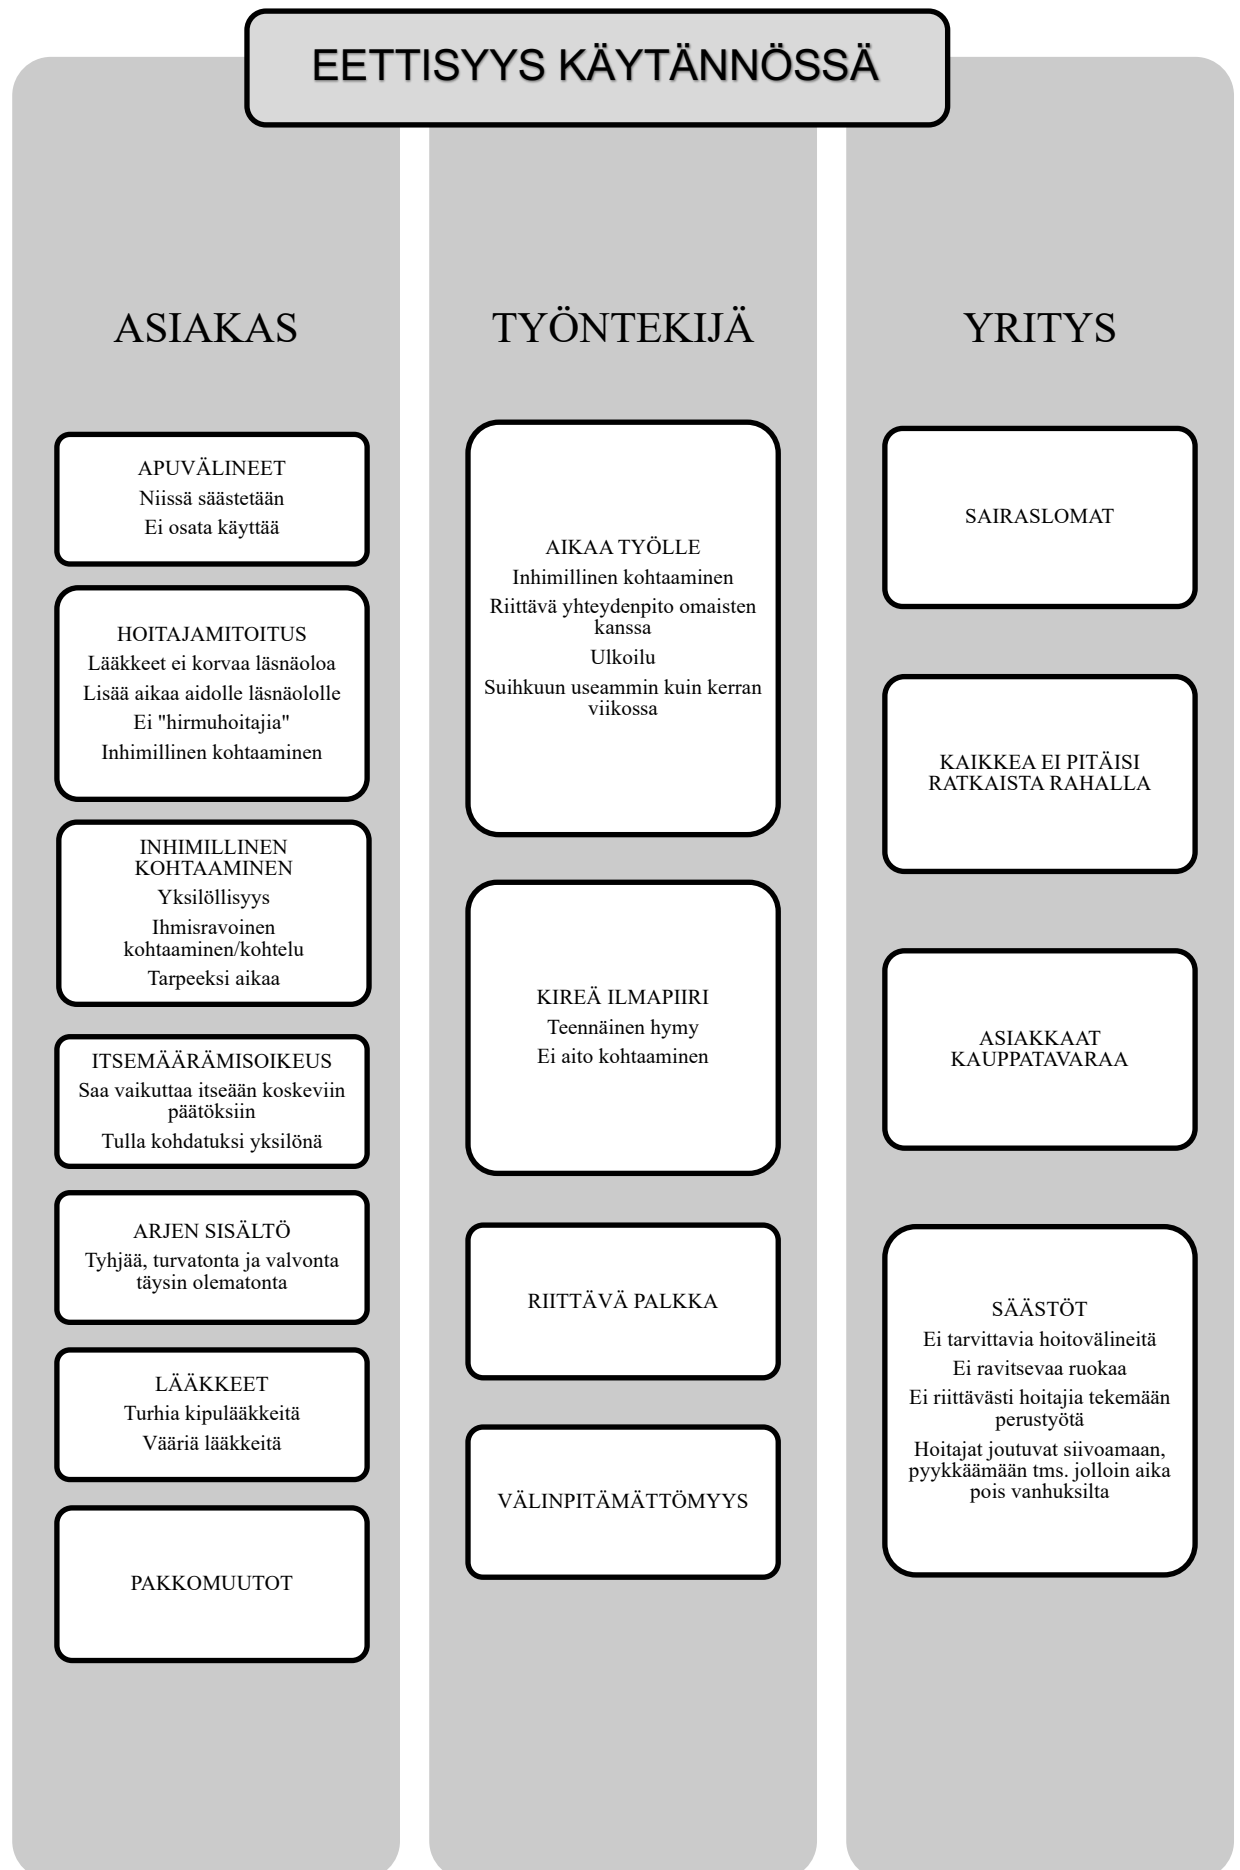 EETTISYYS KÄYTÄNNÖSSÄ
ASIAKAS
APUVÄLINEET
Niissä säästetään
Ei osata käyttää
HOITAJAMITOITUS
Lääkkeet ei korvaa läsnäoloa
Lisää aikaa aidolle läsnäololle
Ei "hirmuhoitajia"
Inhimillinen kohtaaminen
INHIMILLINEN
KOHTAAMINEN
Yksilöllisyys
Ihmisravoinen
kohtaaminen/kohtelu
Tarpeeksi aikaa
ITSEMÄÄRÄMISOIKEUS
Saa vaikuttaa itseään koskeviin
päätöksiin
Tulla kohdatuksi yksilönä
ARJEN SISÄLTÖ
Tyhjää, turvatonta ja valvonta
täysin olematonta
LÄÄKKEET
Turhia kipulääkkeitä
Vääriä lääkkeitä
PAKKOMUUTOT
TYÖNTEKIJÄ
AIKAA TYÖLLE
Inhimillinen kohtaaminen
Riittävä yhteydenpito omaisten
kanssa
Ulkoilu
Suihkuun useammin kuin kerran
viikossa
KIREÄ ILMAPIIRI
Teennäinen hymy
Ei aito kohtaaminen
RIITTÄVÄ PALKKA
VÄLINPITÄMÄTTÖMYYS
YRITYS
SAIRASLOMAT
KAIKKEA EI PITÄISI
RATKAISTA RAHALLA
ASIAKKAAT
KAUPPATAVARAA
SÄÄSTÖT
Ei tarvittavia hoitovälineitä
Ei ravitsevaa ruokaa
Ei riittävästi hoitajia tekemään
perustyötä
Hoitajat joutuvat siivoamaan,
pyykkäämään tms. jolloin aika
pois vanhuksilta